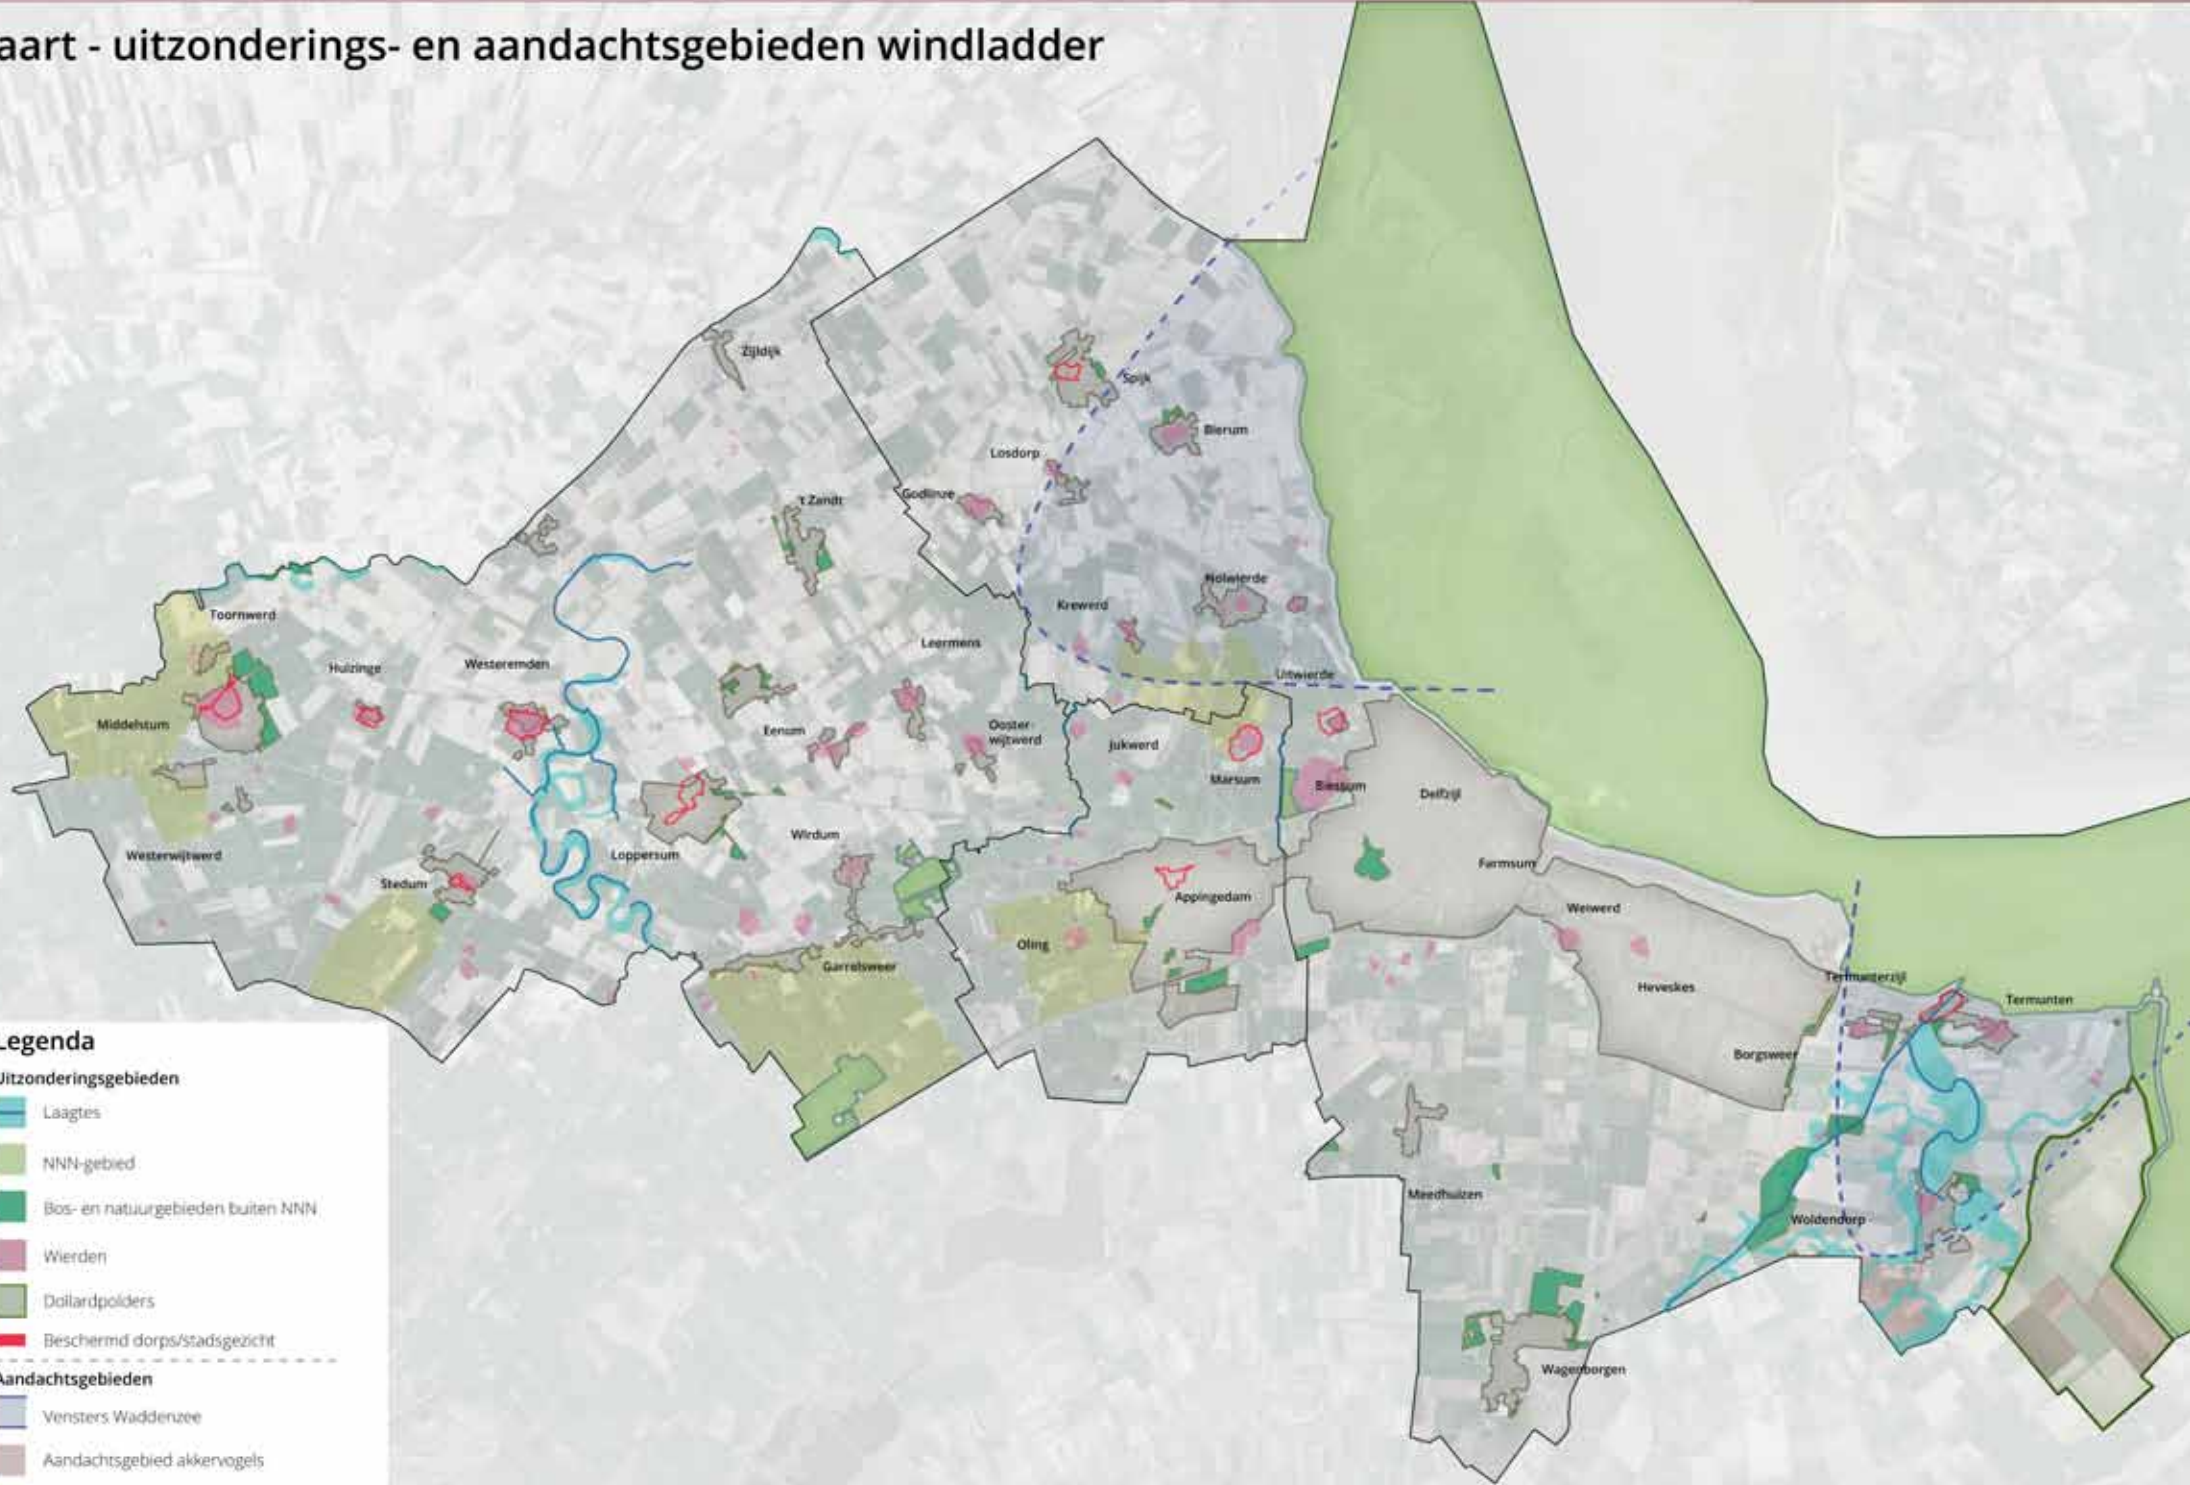 aart - uitzonderings- en aandachtsgebieden windladder
Zijldijk
Spijk
Bierum
Losdorp
Godlinze
't Zandt
Holwierde
Krewerd
Toornwerd
Leermens
Huizinge
Westeremden
Uitwierde
Middelstum
Eenum
Ooster-
wijtwerd
Jukwerd
Marsum
Biessum
Delfzijl
Wirdum
Westerwijtwerd
Loppersum
Farmsum
Stedum
Appingedam
Weiwerd
Oling
Garrelsweer
Heveskes
Termunterzijl
Termunten
Borgsweer
Meedhuizen
Woldendorp
Wagenborgen
Legenda
Uitzonderingsgebieden
Laagtes
NNN-gebied
Bos- en natuurgebieden buiten NNN
Wierden
Dollardpolders
Beschermd dorps/stadsgezicht
Aandachtsgebieden
Vensters Waddenzee
Aandachtsgebied akkervogels